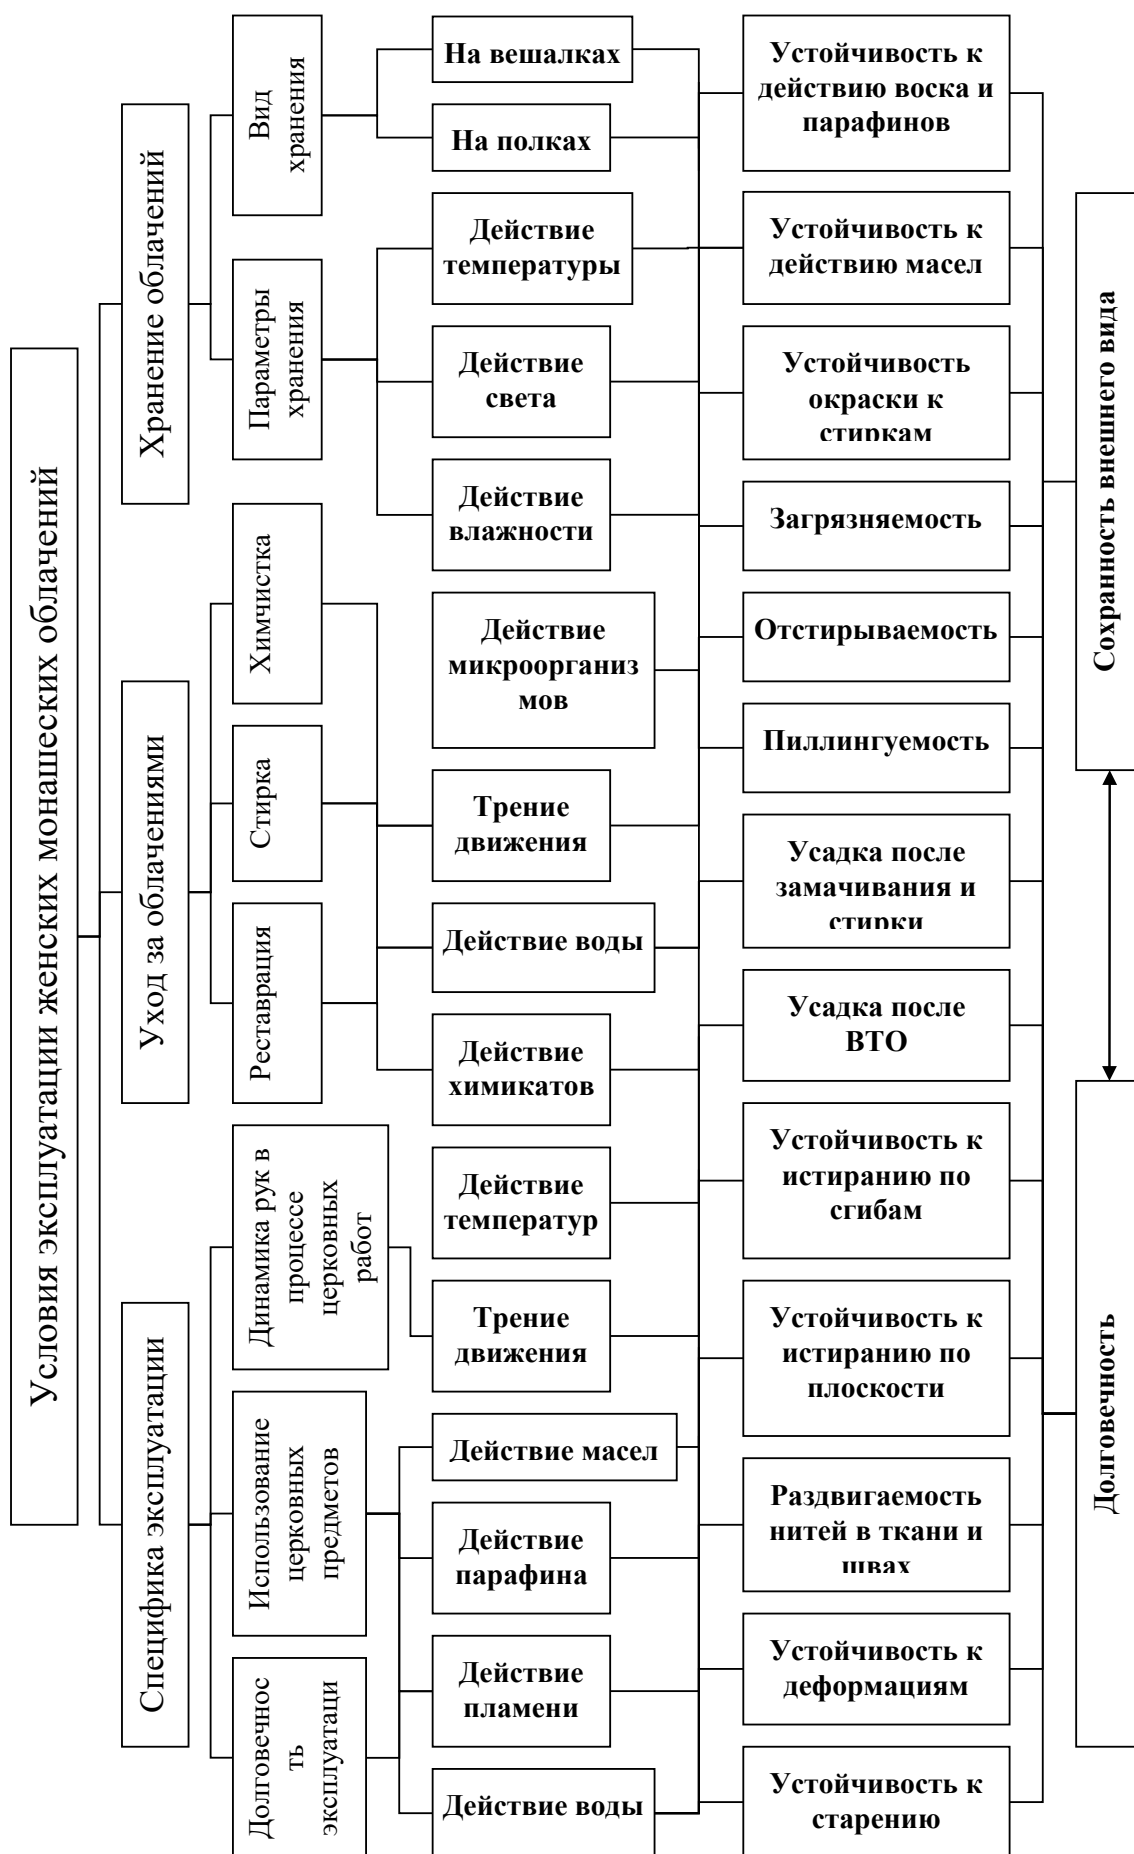 Условия эксплуатации женских монашеских облачений
Хранение облачений
Уход за облачениями
Специфика эксплуатации
Вид
хранения
Параметры
хранения
Химчистка
Стирка
Реставрация
Динамика рук в
процессе
церковных
работ
Использование
церковных
предметов
Долговечнос
ть
эксплуатаци
На вешалках
На полках
Действие
температуры
Действие
света
Действие
влажности
Действие
микроорганиз
мов
Трение
движения
Действие воды
Действие
химикатов
Действие
температур
Трение
движения
Действие масел
Действие
парафина
Действие
пламени
Действие воды
Устойчивость к
действию воска и
парафинов
Устойчивость к
действию масел
Устойчивость
окраски к
стиркам
Загрязняемость
Отстирываемость
Пиллингуемость
Усадка после
замачивания и
стирки
Усадка после
ВТО
Устойчивость к
истиранию по
сгибам
Устойчивость к
истиранию по
плоскости
Раздвигаемость
нитей в ткани и
швах
Устойчивость к
деформациям
Устойчивость к
старению
Сохранность внешнего вида
Долговечность